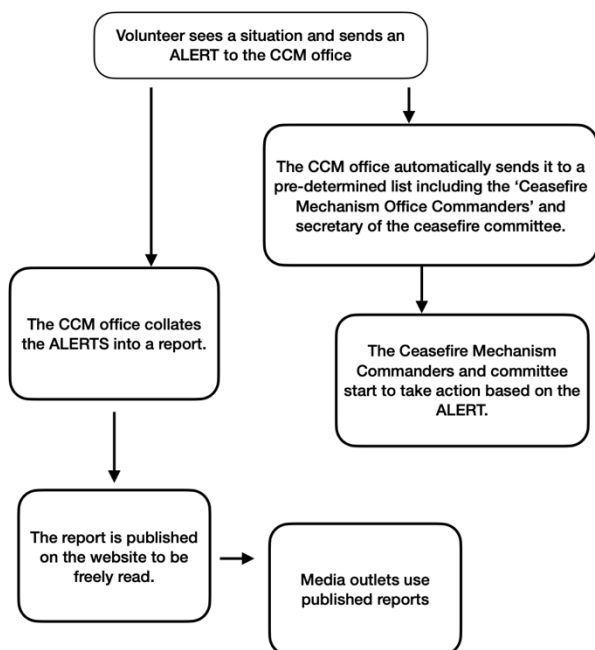 Volunteer sees a situation and sends an
ALERT to the CCM office
The CCM office automatically sends it to a
pre-determined list including the ‘Ceasefire
Mechanism Office Commanders’ and
secretary of the ceasefire committee.
The CCM office collates
the ALERTS into a report.
The Ceasefire Mechanism
Commanders and committee
start to take action based on the
ALERT.
The report is published
on the website to be
freely read.
Media outlets use
published reports